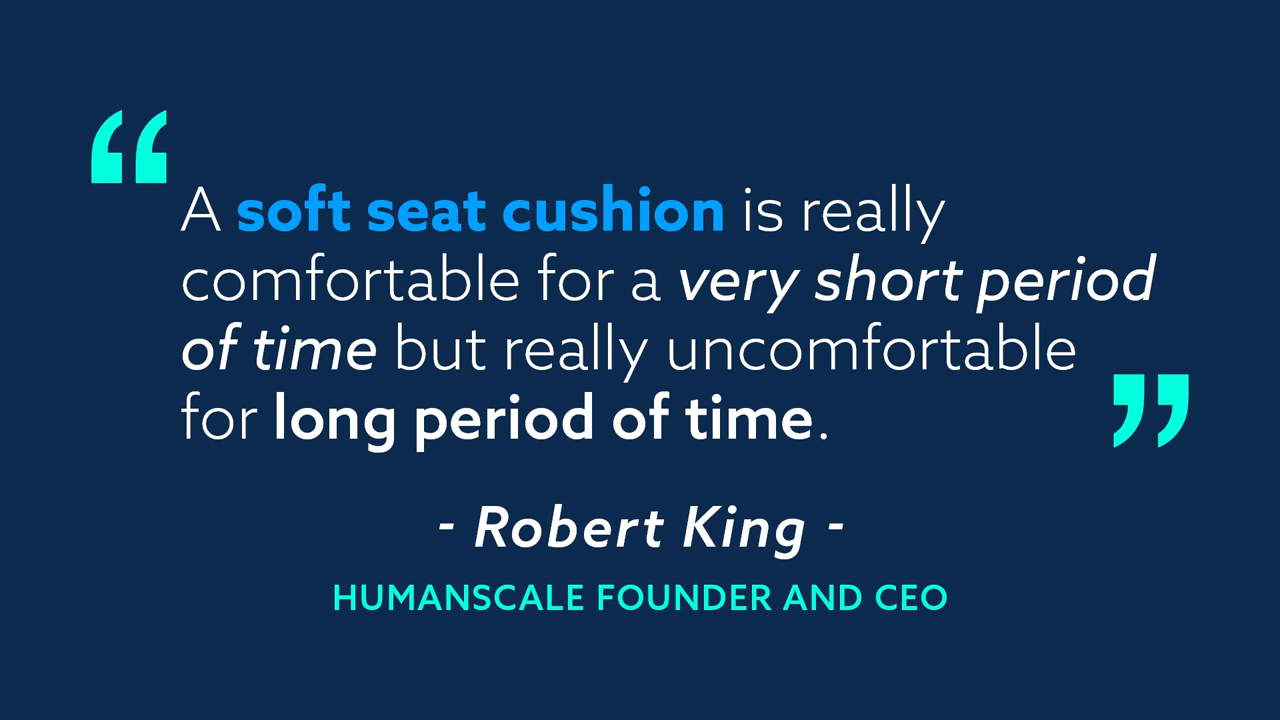 “
A soft seat cushion is really
comfortable for a very short period
of time but really uncomfortable
for long period of time.
”
- Robert King -
HUMANSCALE FOUNDER AND CEO